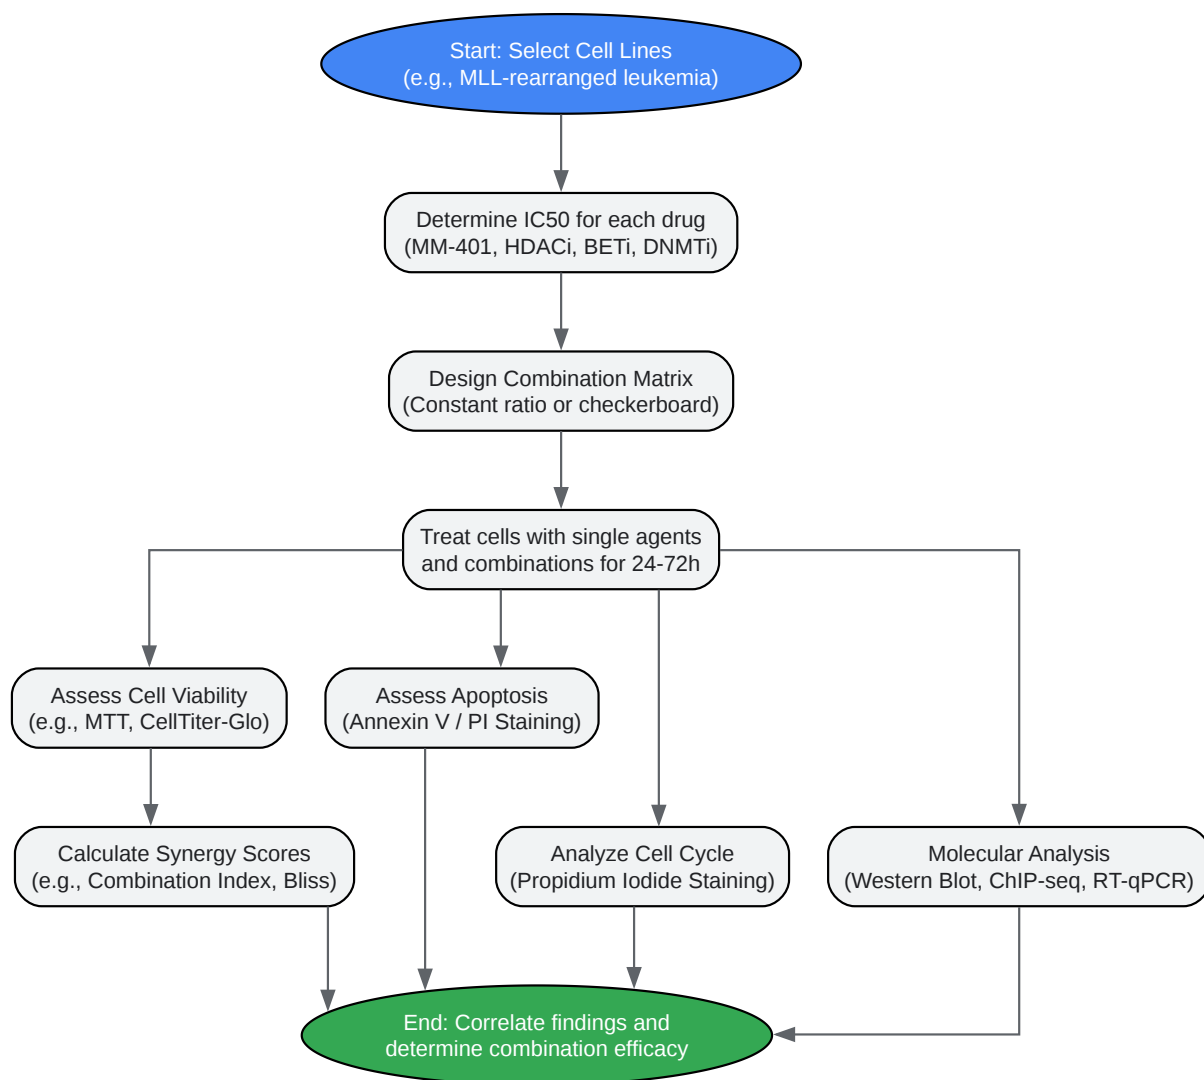 Start: Select Cell Lines
(e.g., MLL-rearranged leukemia)
Determine IC50 for each drug
(MM-401, HDACi, BETi, DNMTi)
Design Combination Matrix
(Constant ratio or checkerboard)
Treat cells with single agents
and combinations for 24-72h
Assess Cell Viability
(e.g., MTT, CellTiter-Glo)
Assess Apoptosis
(Annexin V / PI Staining)
Calculate Synergy Scores
(e.g., Combination Index, Bliss)
Analyze Cell Cycle
(Propidium Iodide Staining)
Molecular Analysis
(Western Blot, ChIP-seq, RT-qPCR)
End: Correlate findings and
determine combination efficacy